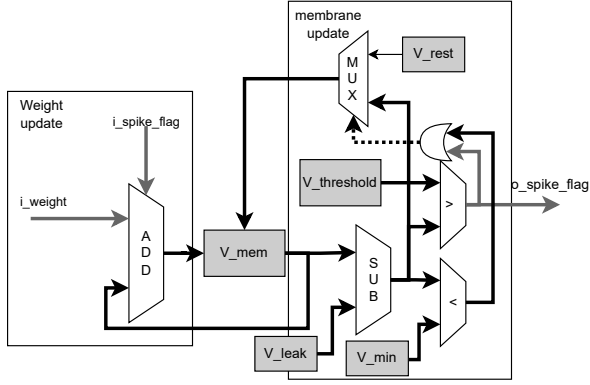 membrane
update
M
U
X
V_rest
Weight
update
i_spike_flag
V_threshold
o_spike_flag
i_weight
>
A
D
D
V_mem
S
U
B
<
V_leak
V_min